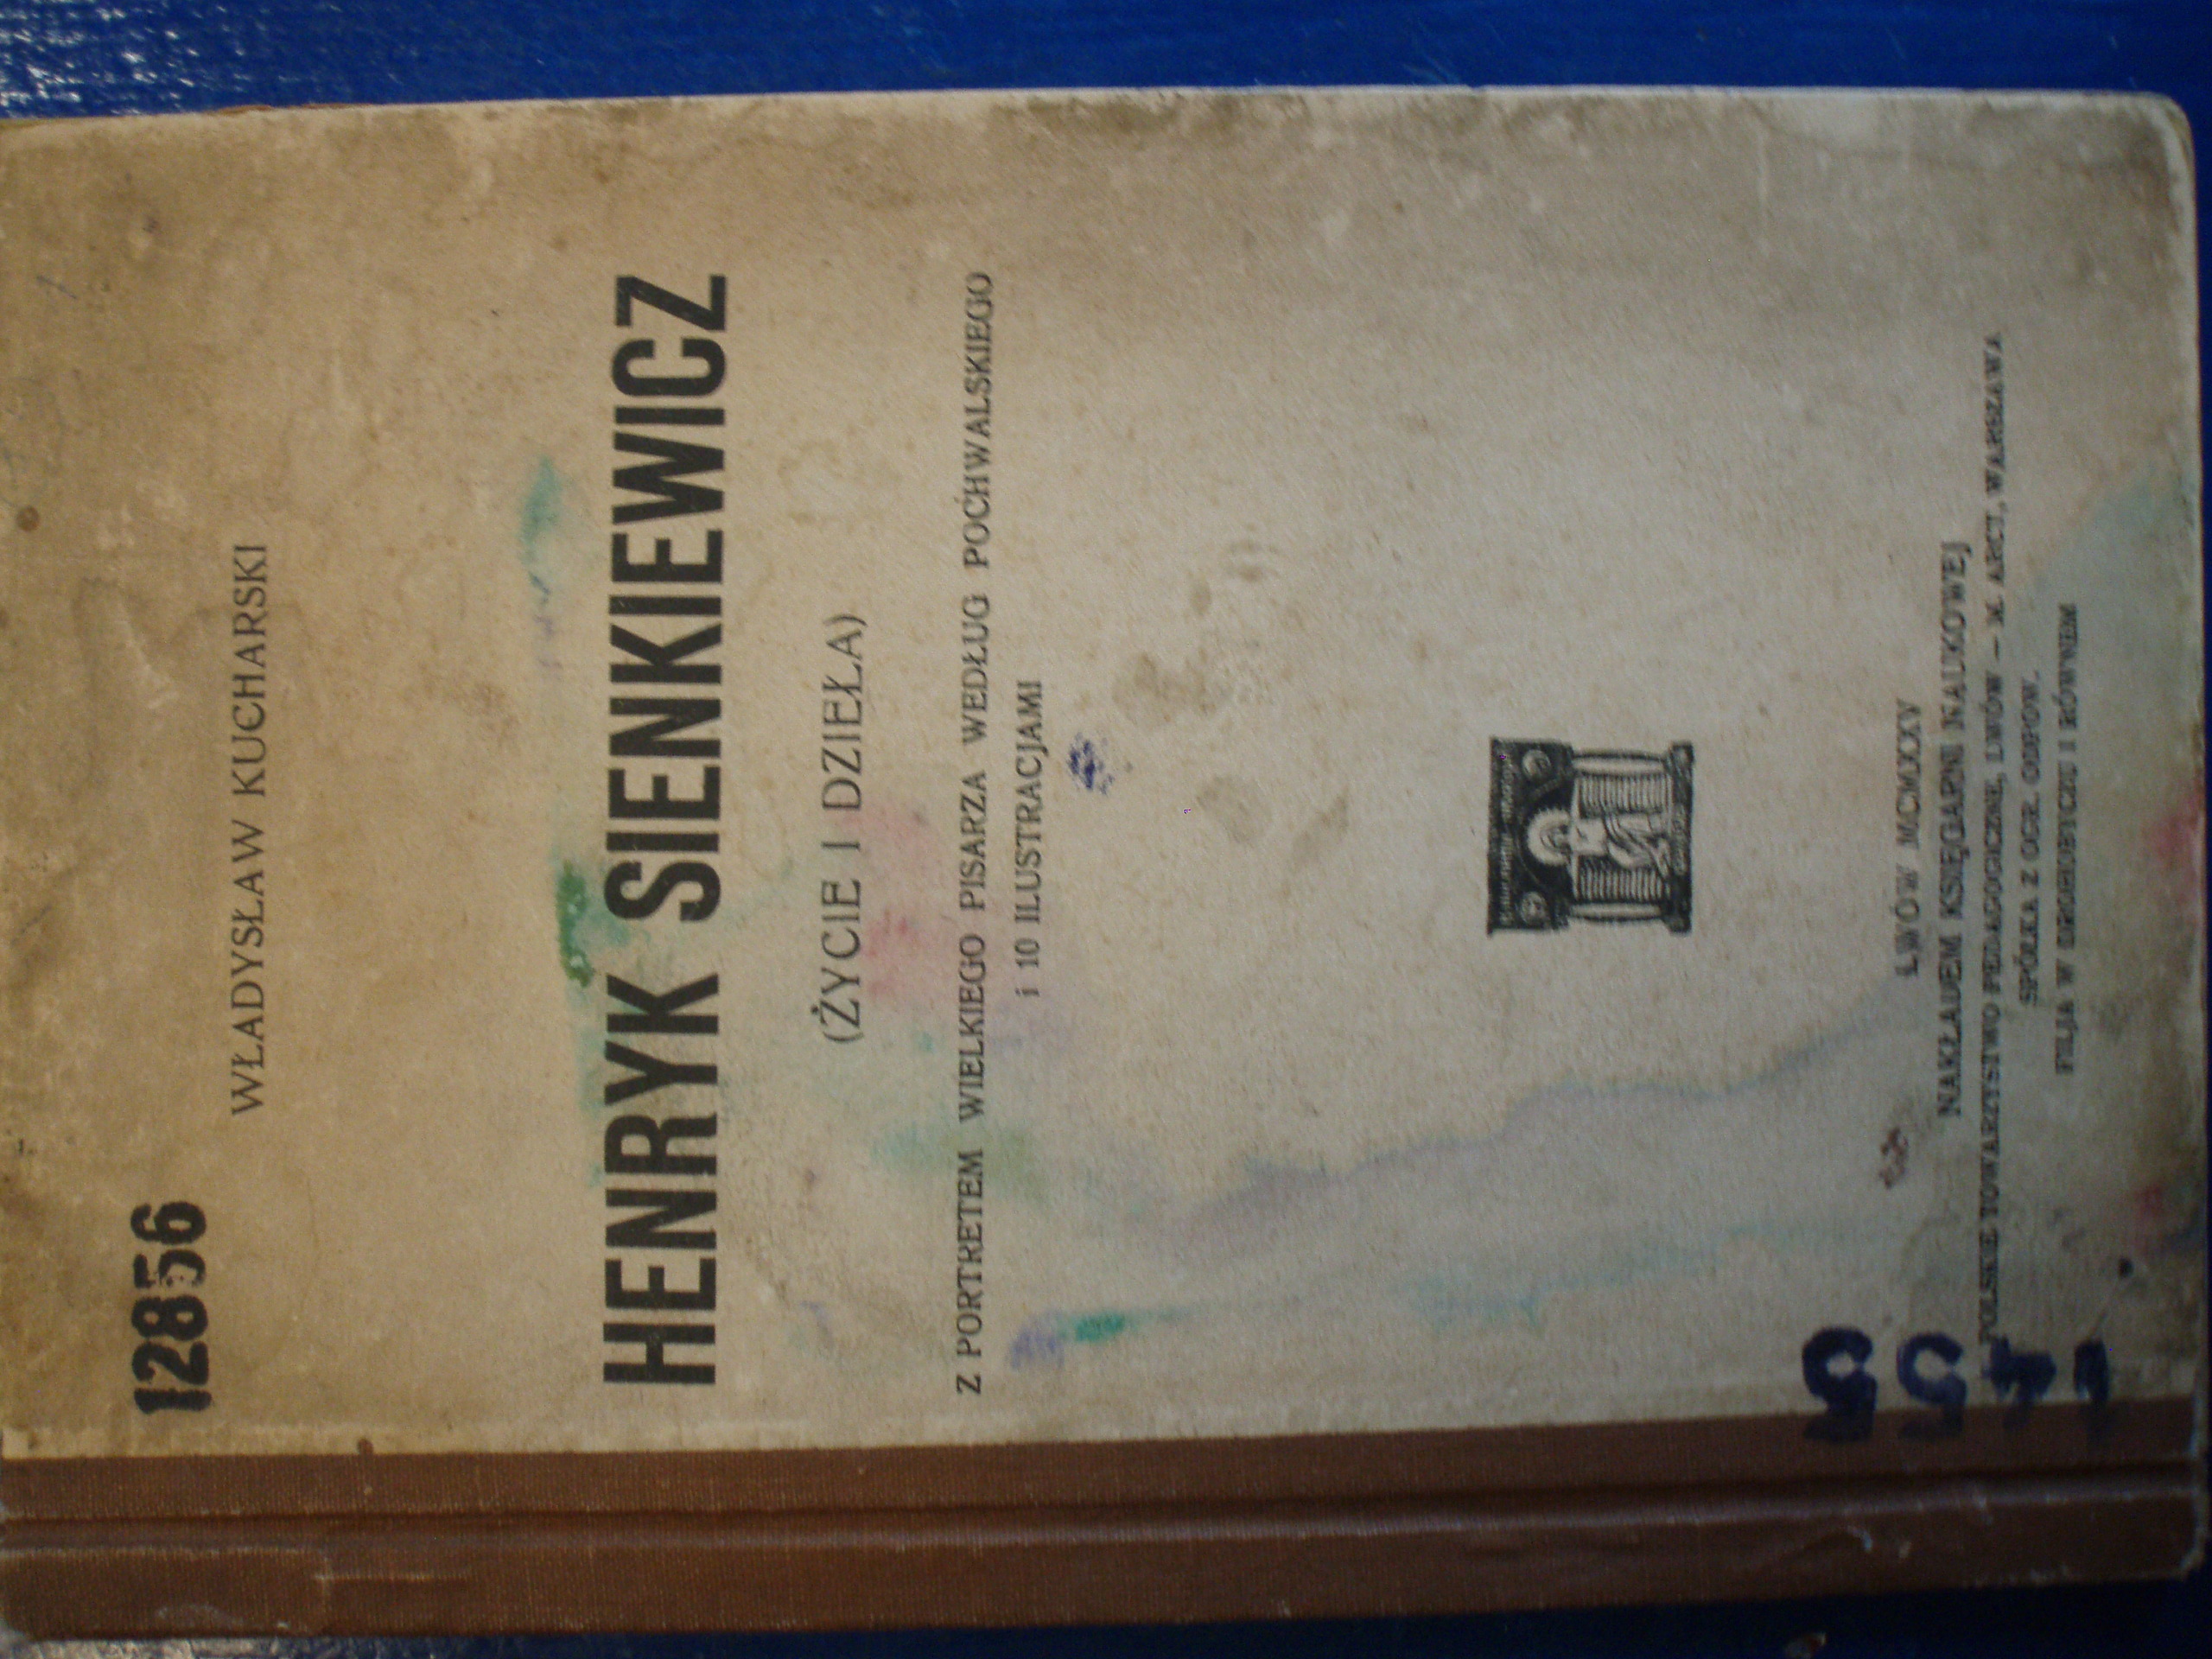 12856
WŁADYSŁAW KUCHARSKI
HENRYK SIENKIEWICZ
(ŻYCIE I DZIEŁA)
Z PORTRETEM WIELKIEGO PISARZA WEDŁUG POCHWALSKIEGO
i 10 ILUSTRACJAMI
LWÓW MCMXXV
NAKŁADEM KSIĘGARNI NAUKOWEJ
POLSKIE TOWARZYSTWO PEDAGOGICZNE, LWÓW — M. ARCT, WARSZAWA
SPÓŁKA Z OGR. ODPOW.
FILJA W DROHOBYCZU I RÓWNEM